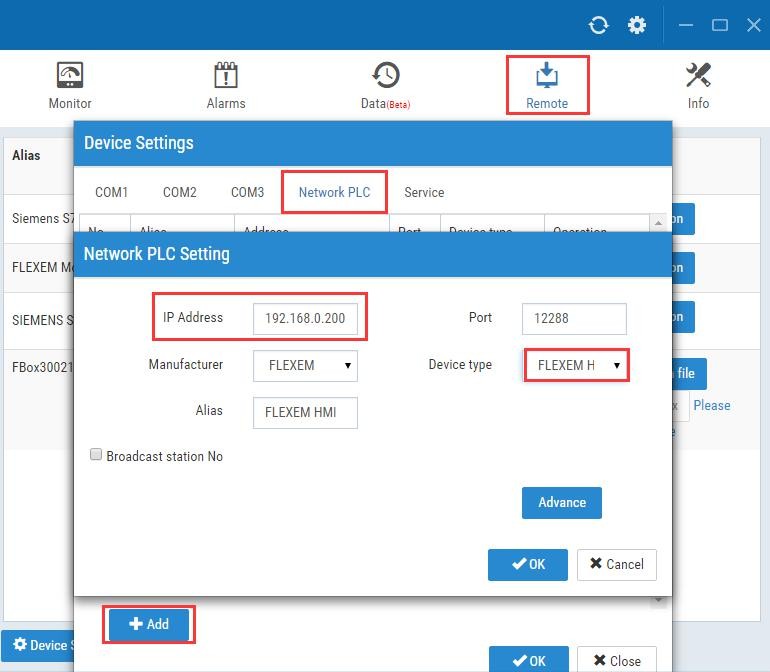 Monitor
Alarms
Data(Beta)
Remote
Info
Alias
Device Settings
COM1 COM2 COM3 Network PLC Service
No Alias Address Port Device type Operation
Siemens S7
FLEXEM
SIEMENS S
FBox30021
file
Please
Network PLC Setting
IP Address 192.168.0.200 Port 12288
Manufacturer FLEXEM Device type FLEXEM H
Alias FLEXEM HMI
Broadcast station No
Advance
OK Cancel
Add
Device
OK Close